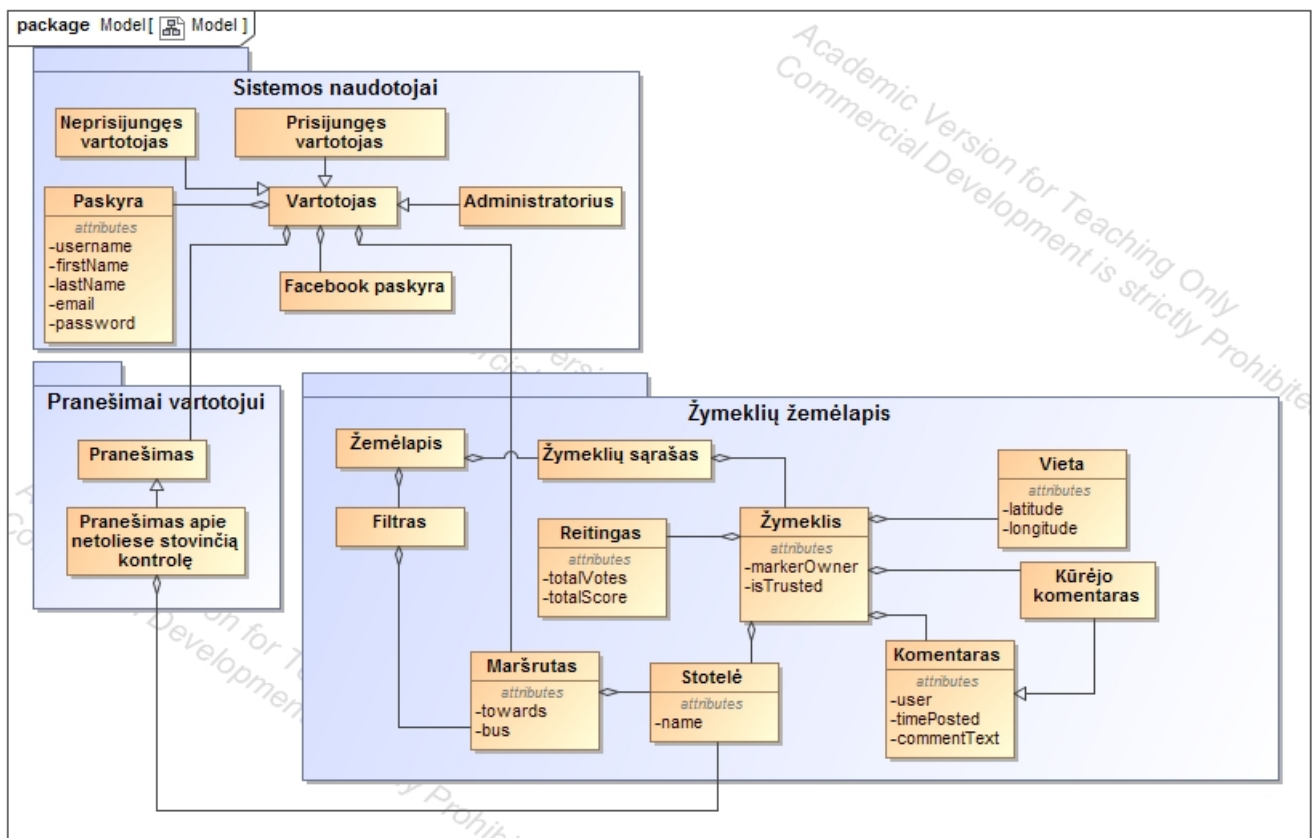 package Model[ Model ]
Academic Version for Teaching Only
Commercial Development is strictly Prohibite
Sistemos naudotojai
Neprisijungęs
vartotojas
Prisijungęs
vartotojas
Paskyra
attributes
-username
-firstName
-lastName
-email
-password
Vartotojas
Administratorius
Facebook paskyra
Pranešimai vartotojui
Pranešimas
Pranešimas apie
netoliese stovinčią
kontrolę
Žymeklių žemėlapis
Žemėlapis
Žymeklių sąrašas
Filtras
Reitingas
attributes
-totalVotes
-totalScore
Žymeklis
attributes
-markerOwner
-isTrusted
Vieta
attributes
-latitude
-longitude
Kūrėjo
komentaras
Komentaras
attributes
-user
-timePosted
-commentText
Maršrutas
attributes
-towards
-bus
Stotelė
attributes
-name